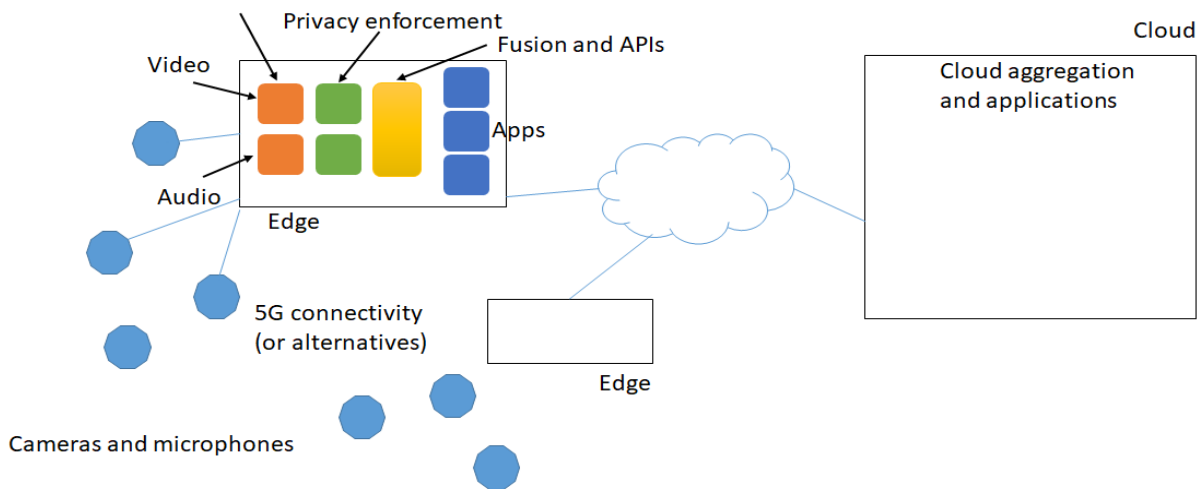 Privacy enforcement
Cloud
Fusion and APIs
Video
Cloud aggregation
and applications
Apps
Audio
Edge
5G connectivity
(or alternatives)
Edge
Cameras and microphones